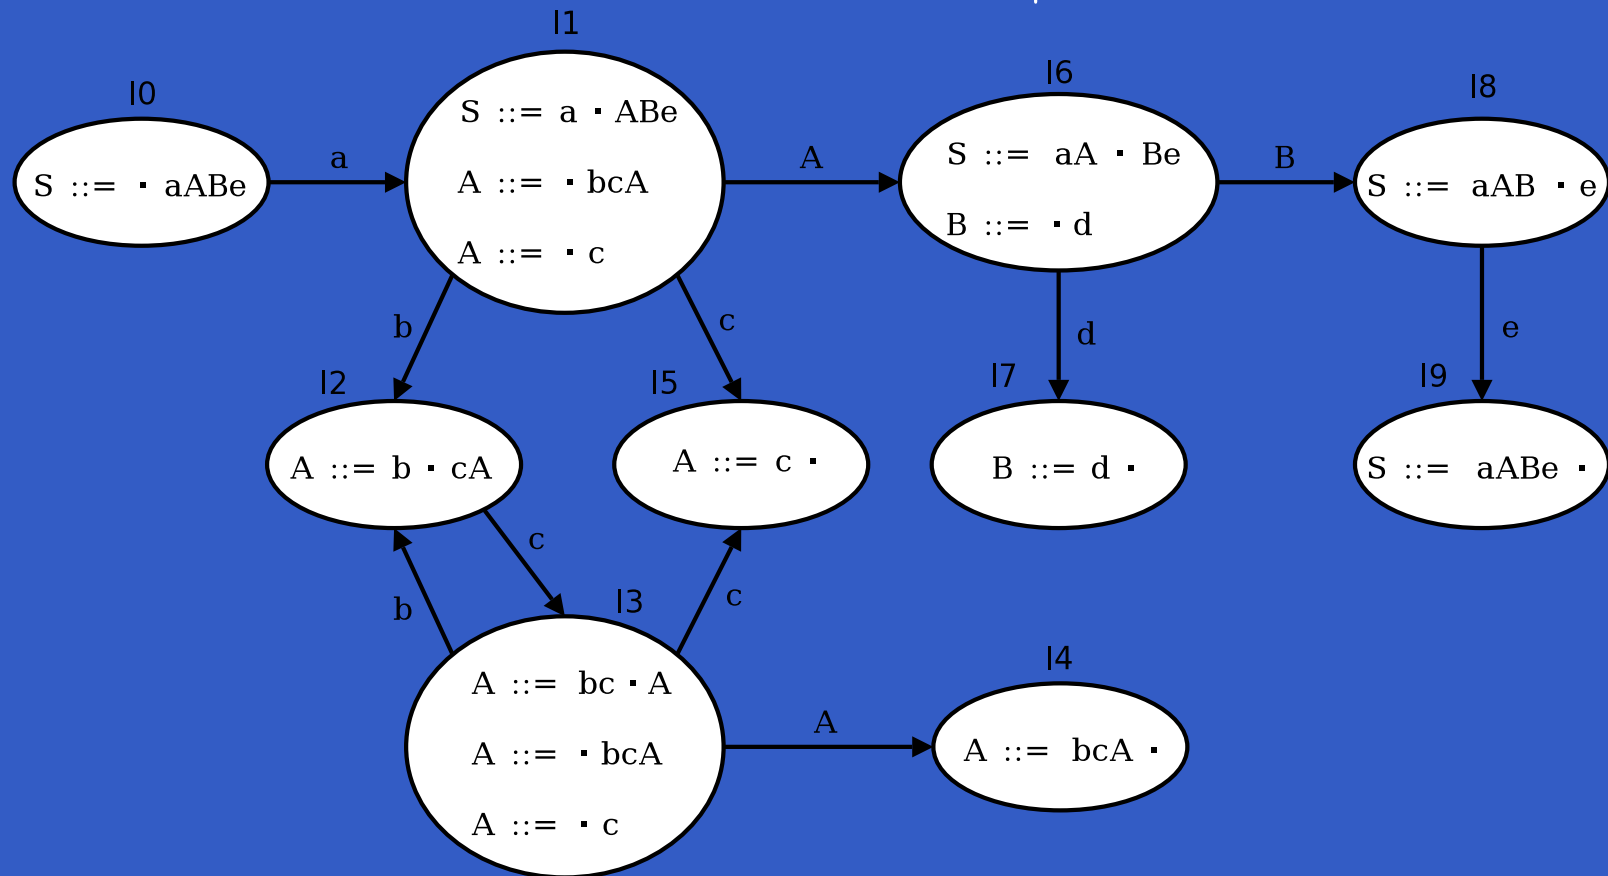 I0
S ::= · aABe
a
I1
S ::= a · ABe
A ::= · bcA
A ::= · c
A
I6
S ::= aA · Be
B ::= · d
B
I8
S ::= aAB · e
b
c
d
e
I2
A ::= b · cA
I5
A ::= c ·
I7
B ::= d ·
I9
S ::= aABe ·
c
b
c
I3
A ::= bc · A
A ::= · bcA
A ::= · c
A
I4
A ::= bcA ·